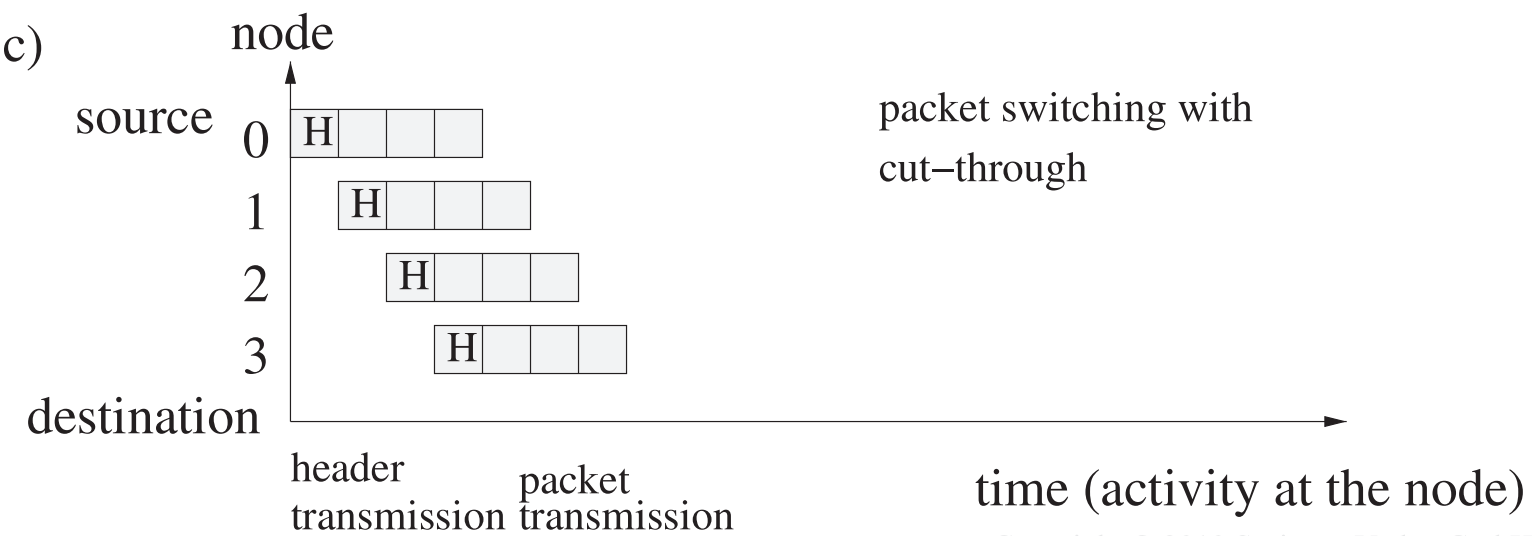 c)
node
source
0
H
packet switching with
cut–through
1
H
2
H
3
H
destination
header
transmission
packet
transmission
time (activity at the node)